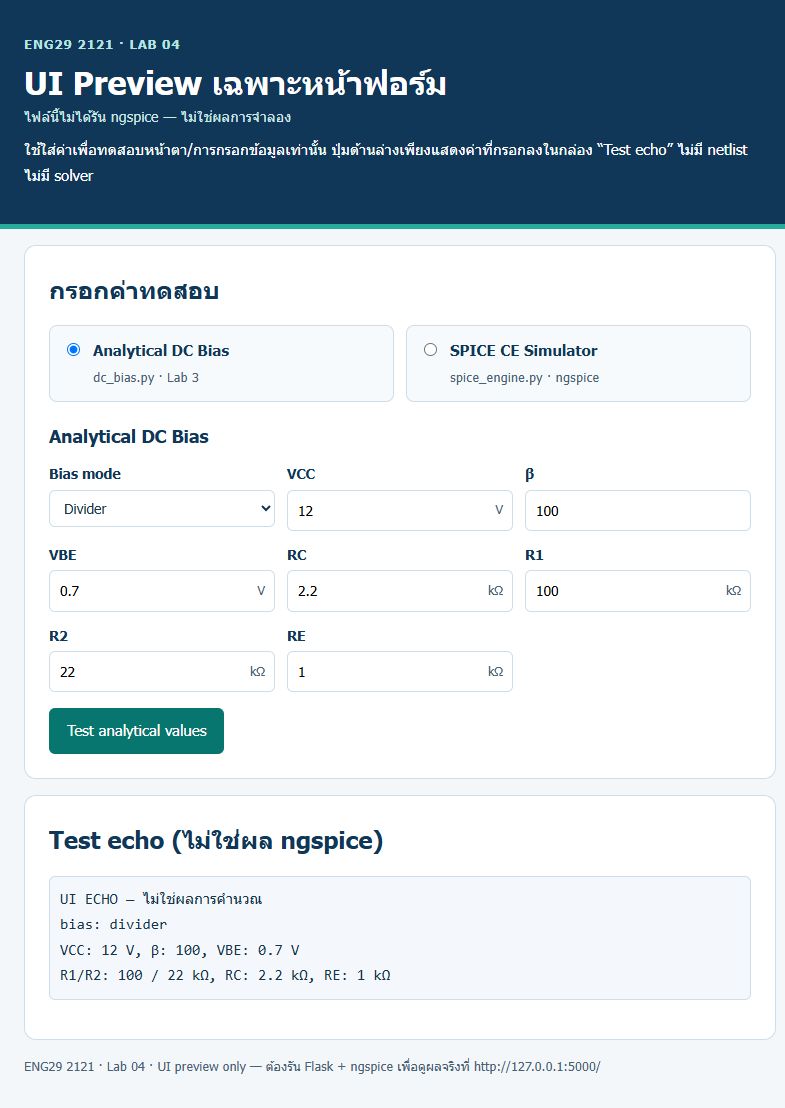 ENG29 2121 · LAB 04
UI Preview เฉพาะหน้าฟอร์ม
ไฟล์นี้ไม่ได้รัน ngspice — ไม่ใช่ผลการจำลอง
ใช้ใส่ค่าเพื่อทดสอบหน้าตา/การกรอกข้อมูลเท่านั้น ปุ่มด้านล่างเพียงแสดงค่าที่กรอกลงในกล่อง “Test echo” ไม่มี netlist
ไม่มี solver
กรอกค่าทดสอบ
Analytical DC Bias
dc_bias.py · Lab 3
SPICE CE Simulator
spice_engine.py · ngspice
Analytical DC Bias
Bias mode
Divider
VCC
12 V
β
100
VBE
0.7 V
RC
2.2 kΩ
R1
100 kΩ
R2
22 kΩ
RE
1 kΩ
Test analytical values
Test echo (ไม่ใช่ผล ngspice)
UI ECHO — ไม่ใช่ผลการคำนวณ
bias: divider
VCC: 12 V, β: 100, VBE: 0.7 V
R1/R2: 100 / 22 kΩ, RC: 2.2 kΩ, RE: 1 kΩ
ENG29 2121 · Lab 04 · UI preview only — ต้องรัน Flask + ngspice เพื่อดูผลจริงที่ http://127.0.0.1:5000/